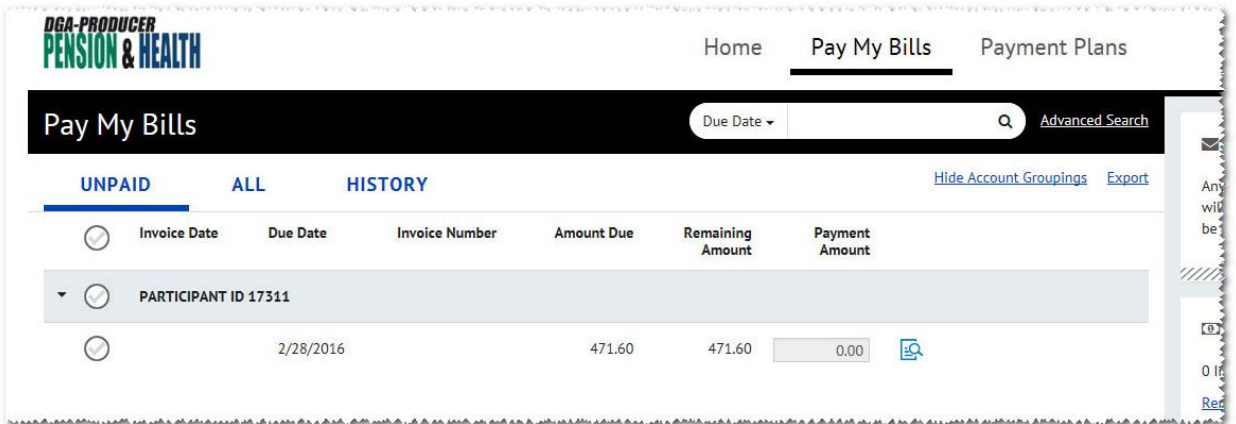 DGA-PRODUCER
PENSION & HEALTH
Home Pay My Bills Payment Plans
Pay My Bills
Due Date
Advanced Search
UNPAID ALL HISTORY
Hide Account Groupings Export
Invoice Date Due Date Invoice Number Amount Due Remaining Amount Payment Amount
PARTICIPANT ID 17311
2/28/2016 471.60 471.60 0.00
be
0